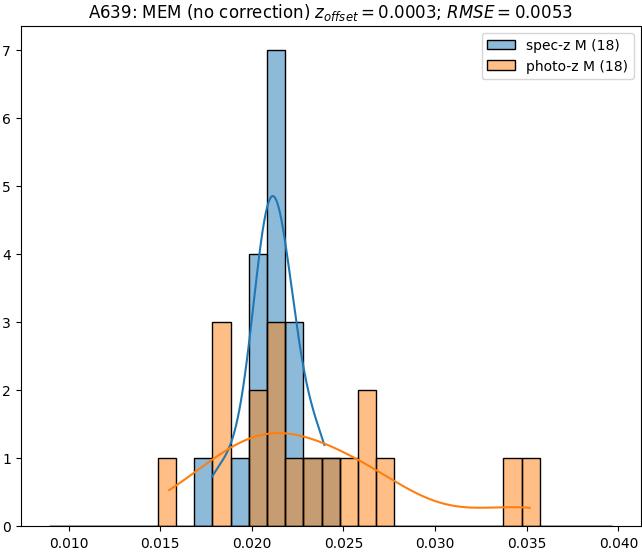 A639: MEM (no correction) z_offset = 0.0003; RMSE = 0.0053
spec-z M (18)
photo-z M (18)
7
6
5
4
3
2
1
0
0.010 0.015 0.020 0.025 0.030 0.035 0.040